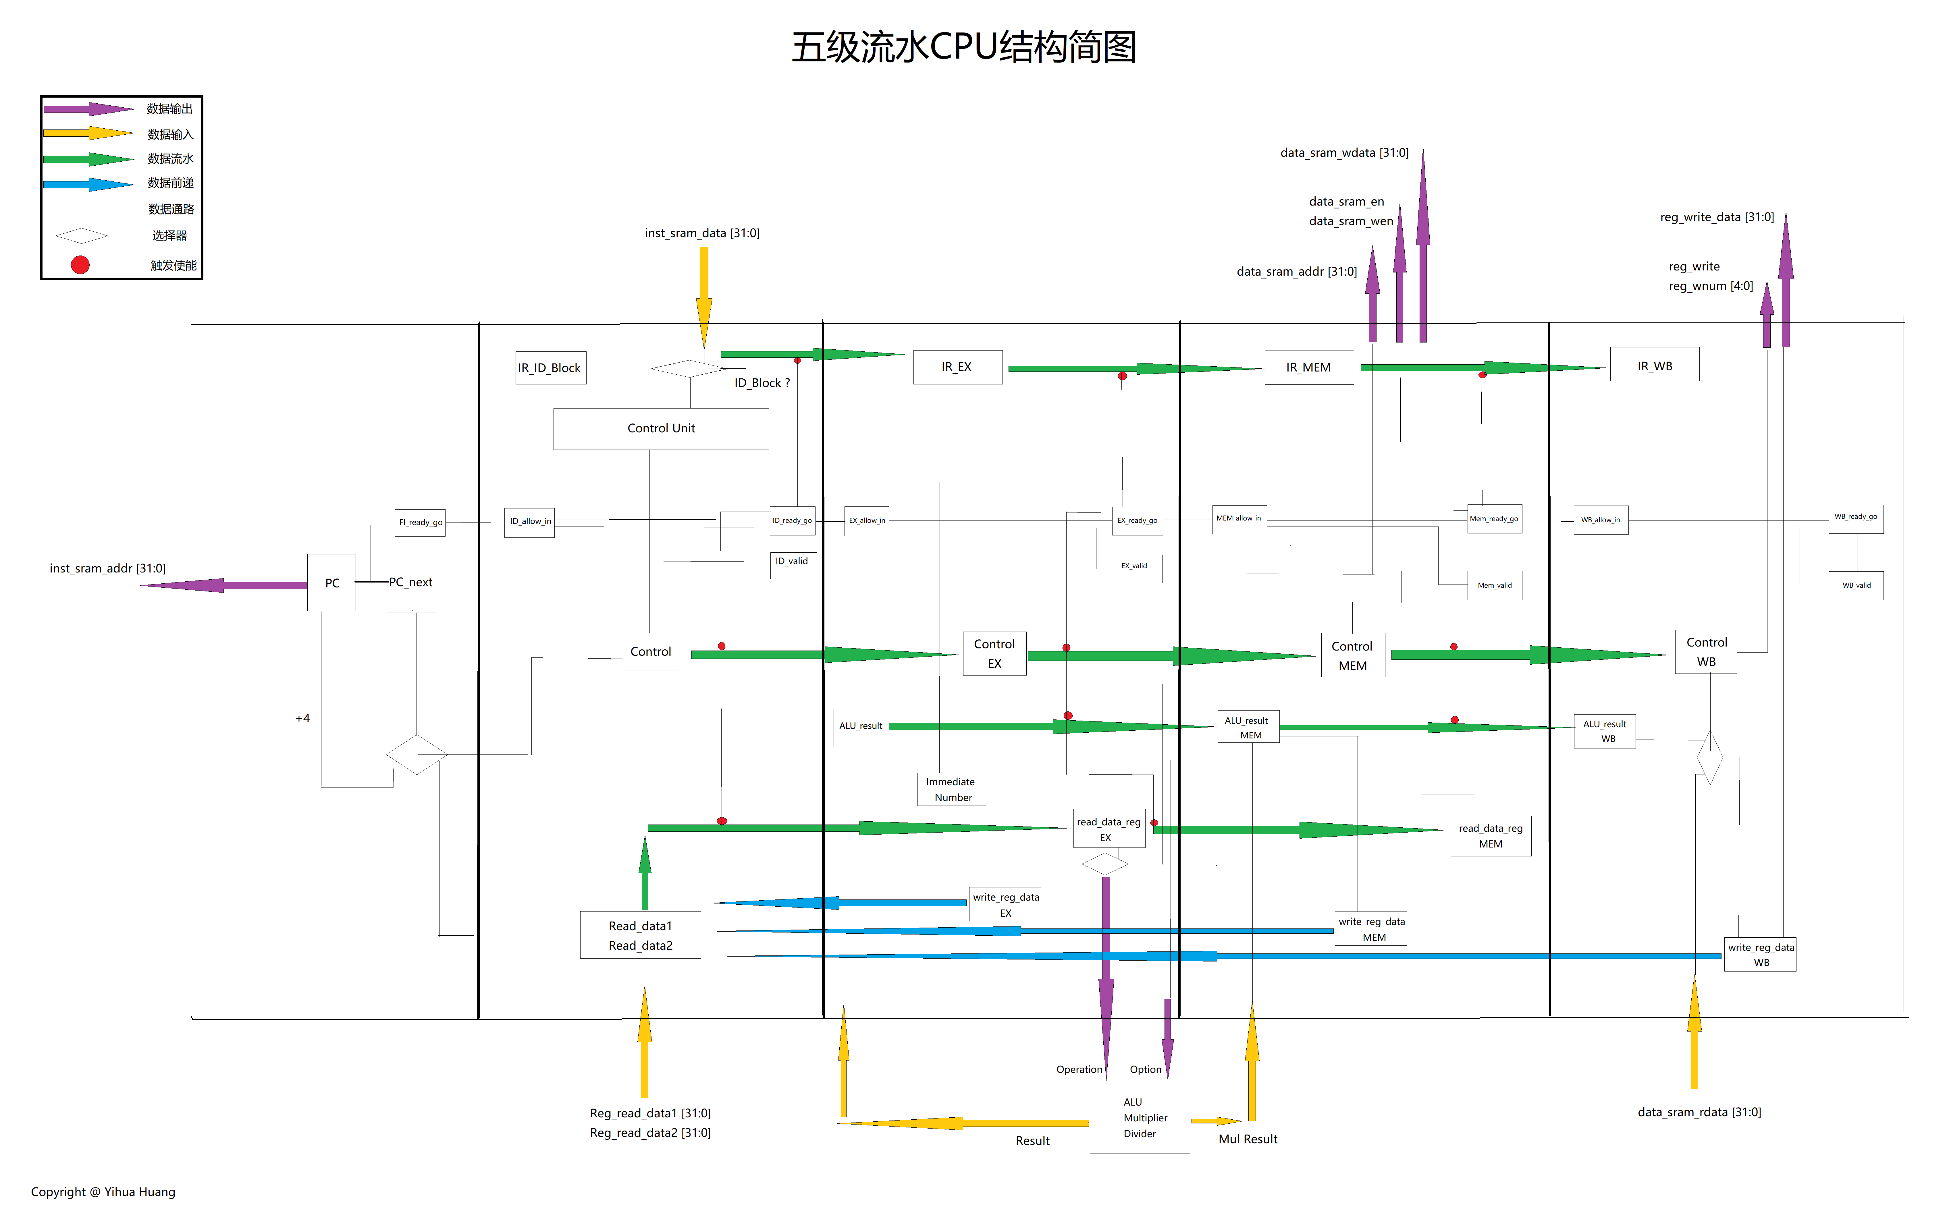 五级流水CPU结构简图
数据输出
数据输入
数据流水
数据前递
数据通路
选择器
触发使能
data_sram_wdata [31:0]
data_sram_en
data_sram_wen
data_sram_addr [31:0]
reg_write_data [31:0]
reg_write
reg_wnum [4:0]
inst_sram_data [31:0]
IR_ID_Block
ID_Block ?
IR_EX
IR_MEM
IR_WB
Control Unit
FI_ready_go
ID_allow_in
ID_ready_go
EX_allow_in
EX_ready_go
MEM_allow_in
Mem_ready_go
WB_allow_in
WB_ready_go
ID_valid
EX_valid
Mem_valid
WB_valid
inst_sram_addr [31:0]
PC
PC_next
Control
Control
EX
Control
MEM
Control
WB
+4
ALU_result
ALU_result
MEM
ALU_result
WB
Immediate
Number
read_data_reg
EX
read_data_reg
MEM
write_reg_data
EX
Read_data1
Read_data2
write_reg_data
MEM
write_reg_data
WB
Operation
Option
ALU
Multiplier
Divider
Result
Mul Result
Reg_read_data1 [31:0]
Reg_read_data2 [31:0]
data_sram_rdata [31:0]
Copyright @ Yihua Huang